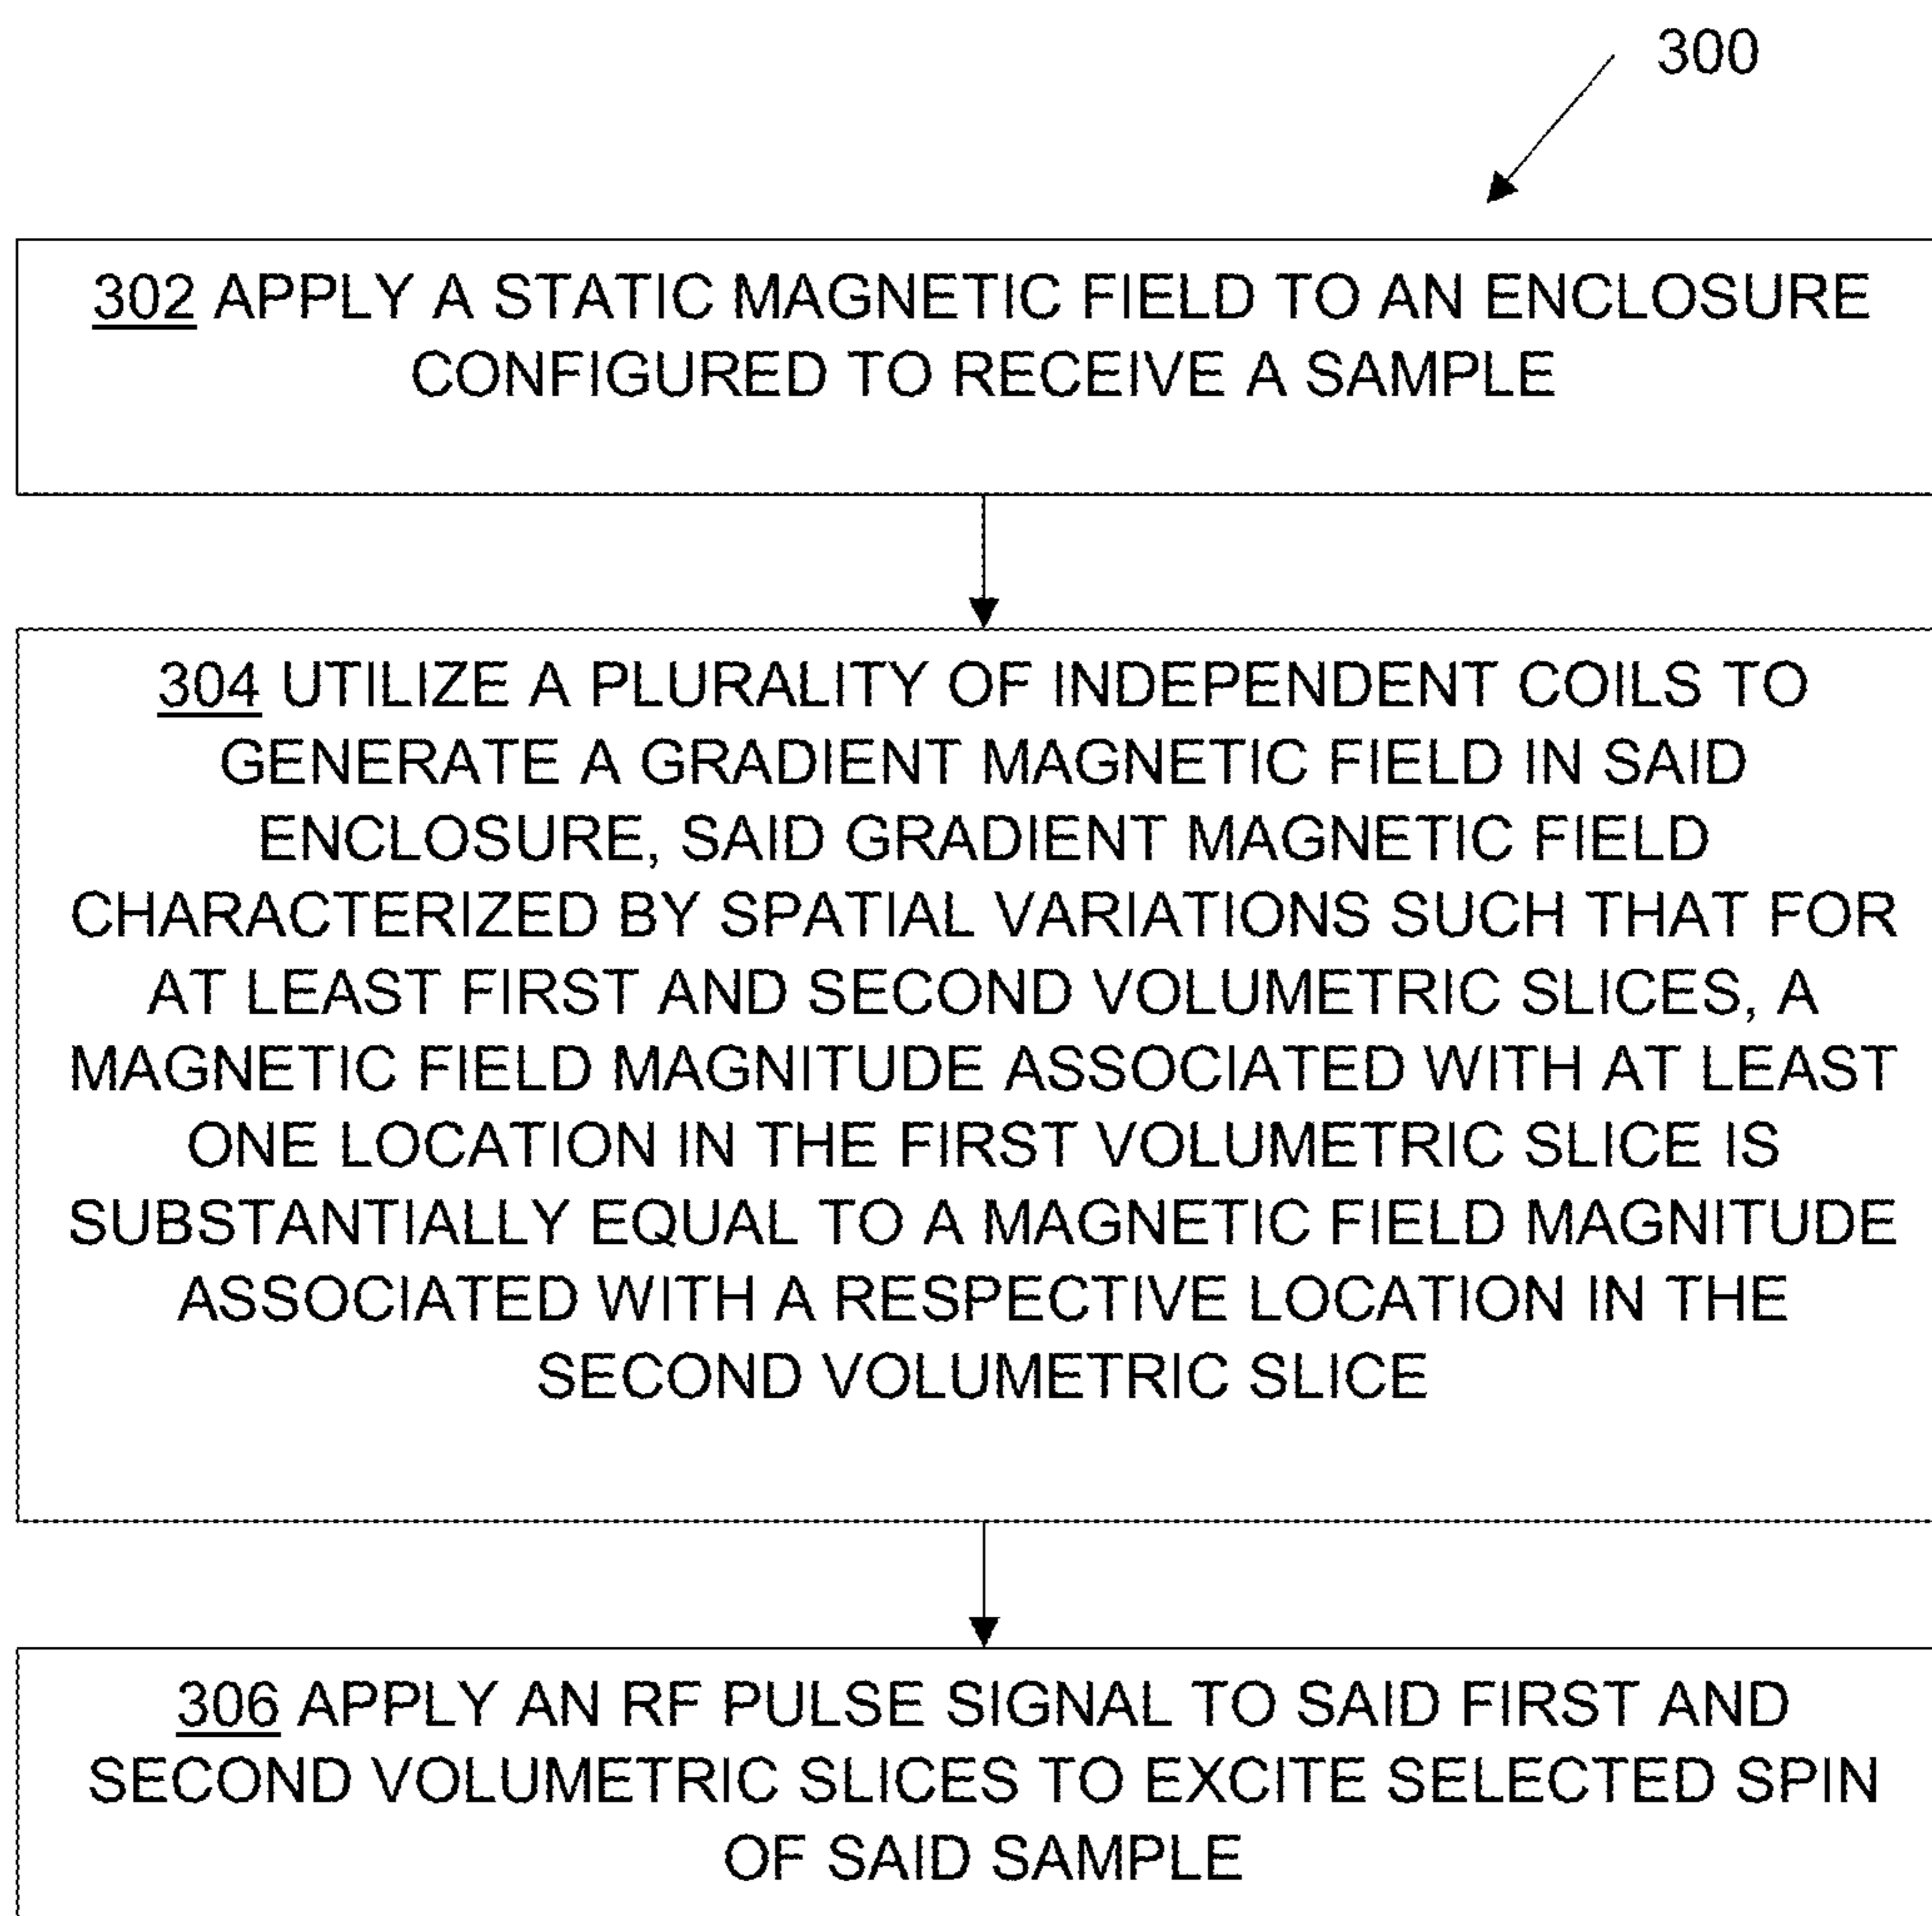 300
302 APPLY A STATIC MAGNETIC FIELD TO AN ENCLOSURE
CONFIGURED TO RECEIVE A SAMPLE
304 UTILIZE A PLURALITY OF INDEPENDENT COILS TO
GENERATE A GRADIENT MAGNETIC FIELD IN SAID
ENCLOSURE, SAID GRADIENT MAGNETIC FIELD
CHARACTERIZED BY SPATIAL VARIATIONS SUCH THAT FOR
AT LEAST FIRST AND SECOND VOLUMETRIC SLICES, A
MAGNETIC FIELD MAGNITUDE ASSOCIATED WITH AT LEAST
ONE LOCATION IN THE FIRST VOLUMETRIC SLICE IS
SUBSTANTIALLY EQUAL TO A MAGNETIC FIELD MAGNITUDE
ASSOCIATED WITH A RESPECTIVE LOCATION IN THE
SECOND VOLUMETRIC SLICE
306 APPLY AN RF PULSE SIGNAL TO SAID FIRST AND
SECOND VOLUMETRIC SLICES TO EXCITE SELECTED SPIN
OF SAID SAMPLE